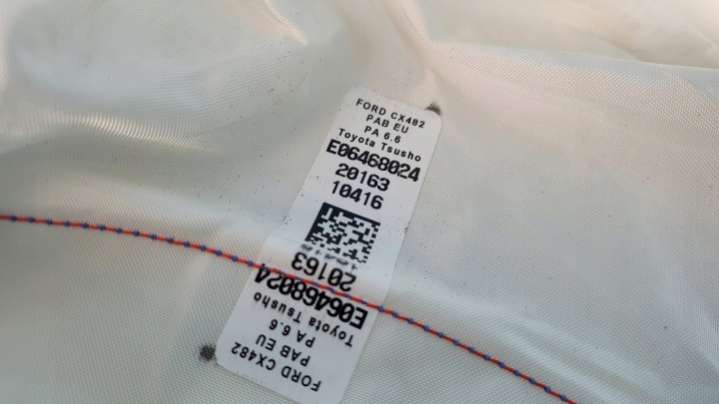 FORD CX482
PAB EU
PA 6.6
Toyota Tsusho
E06468024
20163
10416
20163
E06468024
Toyota Tsusho
PA 6.6
PAB EU
FORD CX482